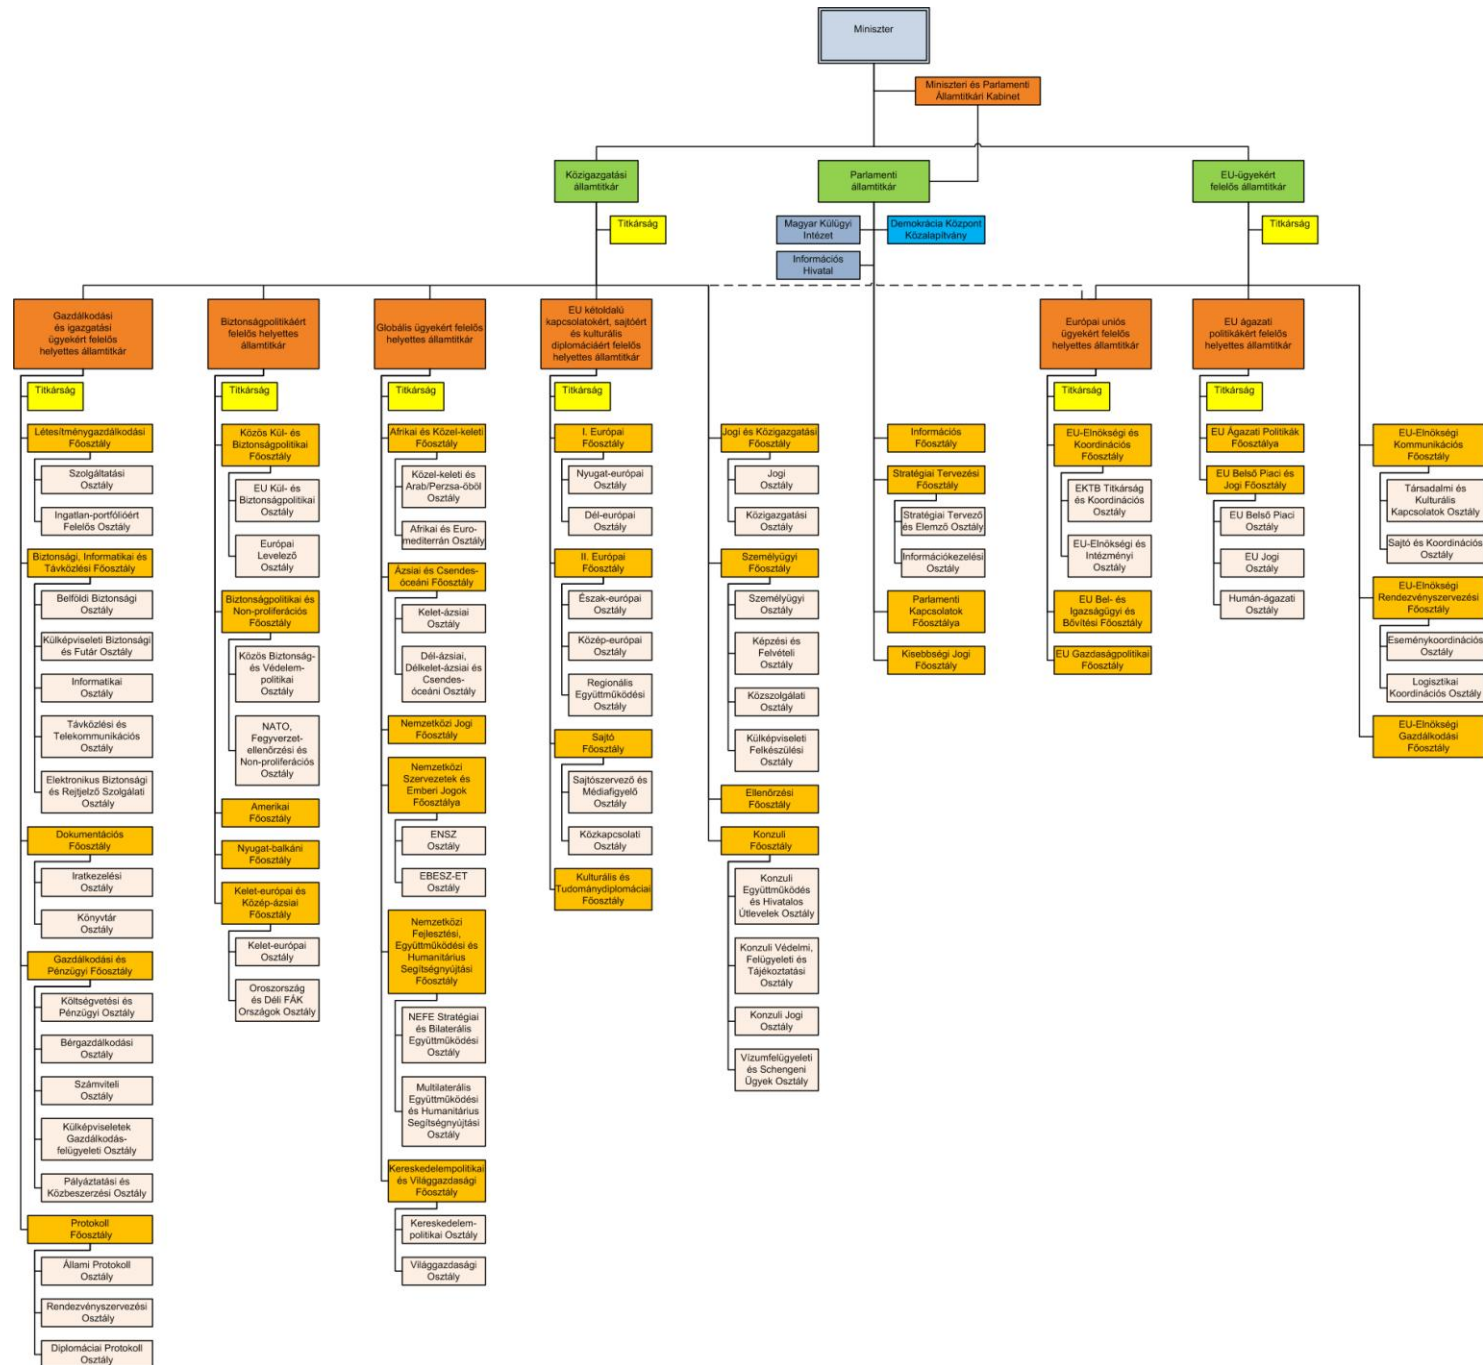 Miniszter
Miniszteri és Parlamenti
Államtitkári Kabinet
Közigazgatási
államtitkár
Parlamenti
államtitkár
EU-ügyekért
felelős államtitkár
Titkárság
Magyar Külügyi
Intézet
Demokrácia Központ
Közalapítvány
Titkárság
Információs
Hivatal
Gazdálkodási
és igazgatási
ügyekért felelős
helyettes államtitkár
Titkárság
Létesítménygazdálkodási
Főosztály
Szolgáltatási
Osztály
Ingatlan-portfólióért
Felelős Osztály
Biztonsági, Informatikai és
Távközlési Főosztály
Belföldi Biztonsági
Osztály
Külképviseleti Biztonsági
és Futár Osztály
Informatikai
Osztály
Távközlési és
Telekommunikációs
Osztály
Elektronikus Biztonsági
és Rejtjelző Szolgálati
Osztály
Dokumentációs
Főosztály
Iratkezelési
Osztály
Könyvtár
Osztály
Gazdálkodási és
Pénzügyi Főosztály
Költségvetési és
Pénzügyi Osztály
Bérgazdálkodási
Osztály
Számviteli
Osztály
Külképviseletek
Gazdálkodás-
felügyeleti Osztály
Pályáztatási és
Közbeszerzési Osztály
Protokoll
Főosztály
Állami Protokoll
Osztály
Rendezvényszervezési
Osztály
Diplomáciai Protokoll
Osztály
Biztonságpolitikáért
felelős helyettes
államtitkár
Titkárság
Közös Kül- és
Biztonságpolitikai
Főosztály
EU Kül- és
Biztonságpolitikai
Osztály
Európai
Levelező
Osztály
Biztonságpolitikai és
Non-proliferációs
Főosztály
Közös Biztonság-
és Védelem-
politikai
Osztály
NATO,
Fegyverzet-
ellenőrzési és
Non-proliferációs
Osztály
Amerikai
Főosztály
Nyugat-balkáni
Főosztály
Kelet-európai és
Közép-ázsiai
Főosztály
Kelet-európai
Osztály
Oroszország
és Déli FÁK
Országok Osztály
Globális ügyekért felelős
helyettes államtitkár
Titkárság
Afrikai és Közel-keleti
Főosztály
Közel-keleti és
Arab/Perzsa-öböl
Osztály
Afrikai és Euro-
mediterrán Osztály
Ázsiai és Csendes-
óceáni Főosztály
Kelet-ázsiai
Osztály
Dél-ázsiai,
Délkelet-ázsiai és
Csendes-
óceáni Osztály
Nemzetközi Jogi
Főosztály
Nemzetközi
Szervezetek és
Emberi Jogok
Főosztálya
ENSZ
Osztály
EBESZ-ET
Osztály
Nemzetközi
Fejlesztési,
Együttműködési és
Humanitárius
Segítségnyújtási
Főosztály
NEFE Stratégiai
és Bilaterális
Együttműködési
Osztály
Multilaterális
Együttműködési
és Humanitárius
Segítségnyújtási
Osztály
Kereskedelempolitikai
és Világgazdasági
Főosztály
Kereskedelem-
politikai Osztály
Világgazdasági
Osztály
EU kétoldalú
kapcsolatokért, sajtóért
és kulturális
diplomáciáért felelős
helyettes államtitkár
Titkárság
I. Európai
Főosztály
Nyugat-európai
Osztály
Dél-európai
Osztály
II. Európai
Főosztály
Észak-európai
Osztály
Közép-európai
Osztály
Regionális
Együttműködési
Osztály
Sajtó
Főosztály
Sajtószervező és
Médiafigyelő
Osztály
Közkapcsolati
Osztály
Kulturális és
Tudománydiplomáciai
Főosztály
Jogi és Közigazgatási
Főosztály
Jogi
Osztály
Közigazgatási
Osztály
Személyügyi
Főosztály
Személyügyi
Osztály
Képzési és
Felvételi
Osztály
Közszolgálati
Osztály
Külképviseleti
Felkészülési
Osztály
Ellenőrzési
Főosztály
Konzuli
Főosztály
Konzuli
Együttműködés
és Hivatalos
Útlevelek Osztály
Konzuli Védelmi,
Felügyeleti és
Tájékoztatási
Osztály
Konzuli Jogi
Osztály
Vízumfelügyeleti
és Schengeni
Ügyek Osztály
Információs
Főosztály
Stratégiai Tervezési
Főosztály
Stratégiai Tervező
és Elemző Osztály
Információkezelési
Osztály
Parlamenti
Kapcsolatok
Főosztálya
Kisebbségi Jogi
Főosztály
Európai uniós
ügyekért felelős
helyettes államtitkár
Titkárság
EU-Elnökségi és
Koordinációs
Főosztály
EKTB Titkárság
és Koordinációs
Osztály
EU-Elnökségi és
Intézményi
Osztály
EU Bel- és
Igazságügyi és
Bővítési Főosztály
EU Gazdaságpolitikai
Főosztály
EU ágazati
politikákért felelős
helyettes államtitkár
Titkárság
EU Ágazati Politikák
Főosztálya
EU Belső Piaci és
Jogi Főosztály
EU Belső Piaci
Osztály
EU Jogi
Osztály
Humán-ágazati
Osztály
EU-Elnökségi
Kommunikációs
Főosztály
Társadalmi és
Kulturális
Kapcsolatok Osztály
Sajtó és Koordinációs
Osztály
EU-Elnökségi
Rendezvényszervezési
Főosztály
Eseménykoordinációs
Osztály
Logisztikai
Koordinációs Osztály
EU-Elnökségi
Gazdálkodási
Főosztály